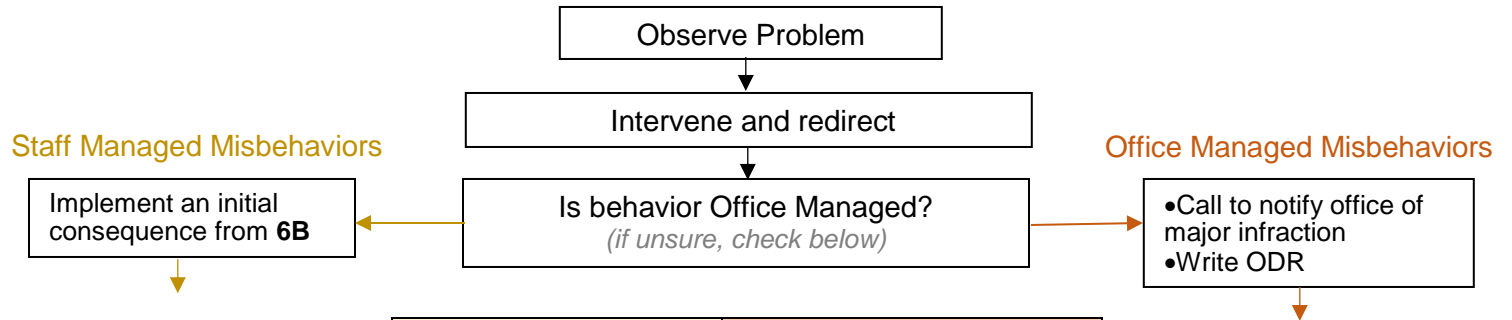 Observe Problem
Intervene and redirect
Staff Managed Misbehaviors
Office Managed Misbehaviors
Implement an initial
consequence from 6B
Is behavior Office Managed?
(if unsure, check below)
•Call to notify office of
major infraction
•Write ODR